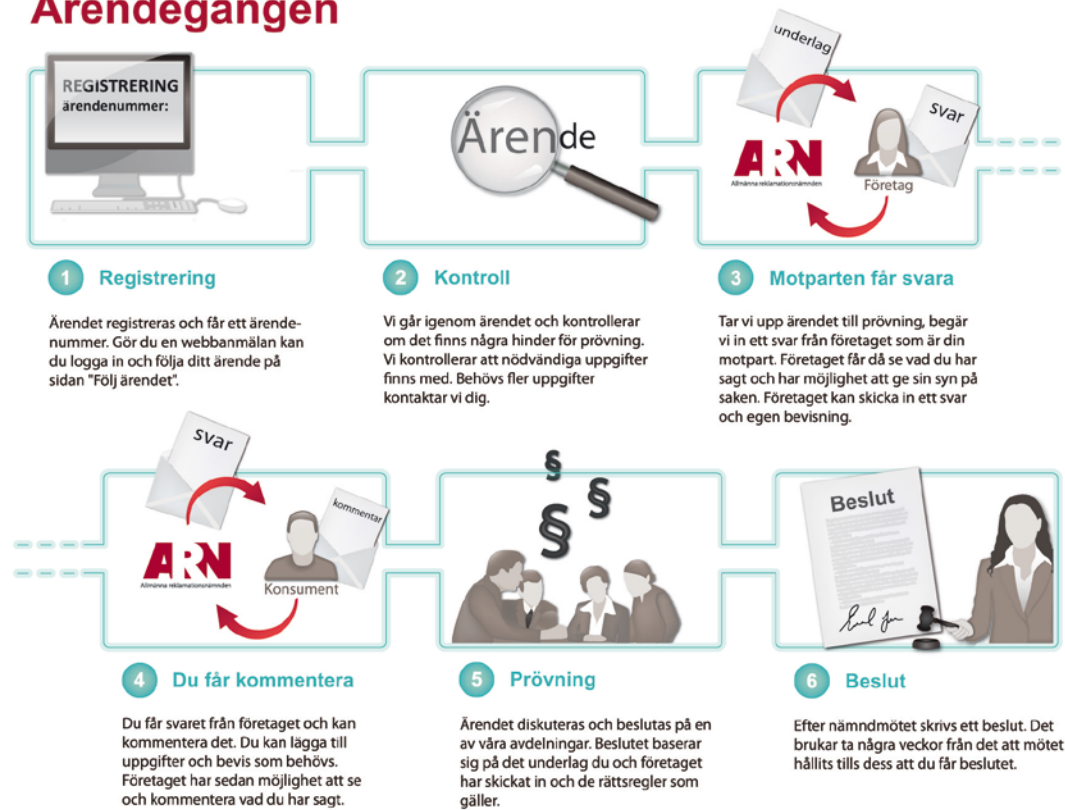 Ärendegången
REGISTRERING
ärendenummer:
Ärende
underlag
svar
ARN
Allmänna reklamationsnämnden
Företag
1 Registrering
Ärendet registreras och får ett ärende-
nummer. Gör du en webbanmälan kan
du logga in och följa ditt ärende på
sidan "Följ ärendet".
2 Kontroll
Vi går igenom ärendet och kontrollerar
om det finns några hinder för prövning.
Vi kontrollerar att nödvändiga uppgifter
finns med. Behövs fler uppgifter
kontaktar vi dig.
3 Motparten får svara
Tar vi upp ärendet till prövning, begär
vi in ett svar från företaget som är din
motpart. Företaget får då se vad du har
sagt och har möjlighet att ge sin syn på
saken. Företaget kan skicka in ett svar
och egen bevisning.
svar
kommentar
ARN
Allmänna reklamationsnämnden
Konsument
§
§
§
Beslut
4 Du får kommentera
Du får svaret från företaget och kan
kommentera det. Du kan lägga till
uppgifter och bevis som behövs.
Företaget har sedan möjlighet att se
och kommentera vad du har sagt.
5 Prövning
Ärendet diskuteras och beslutas på en
av våra avdelningar. Beslutet baserar
sig på det underlag du och företaget
har skickat in och de rättsregler som
gäller.
6 Beslut
Efter nämndmötet skrivs ett beslut. Det
brukar ta några veckor från det att mötet
hållits tills dess att du får beslutet.